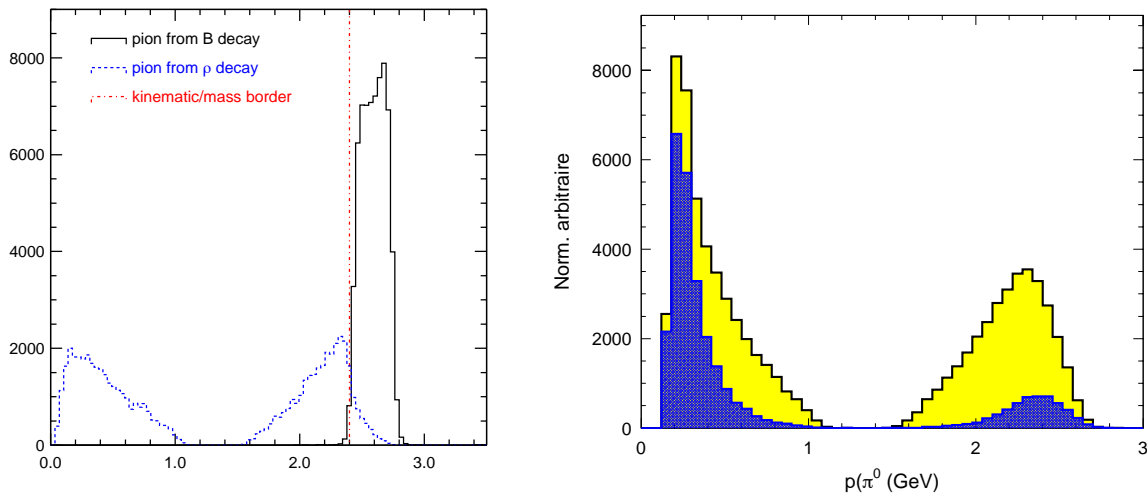 pion from B decay
pion from ρ decay
kinematic/mass border
8000
6000
4000
2000
0
0.0 1.0 2.0 3.0
Norm. arbitraire
8000
6000
4000
2000
0
0 1 2 3
p(π⁰ (GeV)